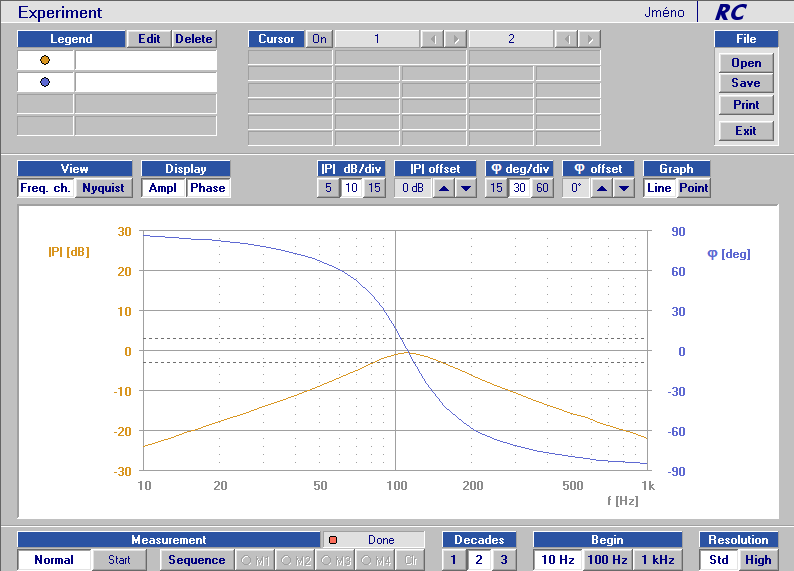 Experiment Jméno RC
Legend Edit Delete Cursor On 1 2 File
Open
Save
Print
Exit
View Display |P| dB/div |P| offset φ deg/div φ offset Graph
Freq. ch. Nyquist Ampl Phase 5 10 15 0 dB 15 30 60 0° Line Point
30 90
|P| [dB] φ [deg]
20 60
10 30
0 0
-10 -30
-20 -60
-30 -90
10 20 50 100 200 500 1k
f [Hz]
Measurement Done Decades Begin Resolution
Normal Start Sequence M1 M2 M3 M4 Clr 1 2 3 10 Hz 100 Hz 1 kHz Std High